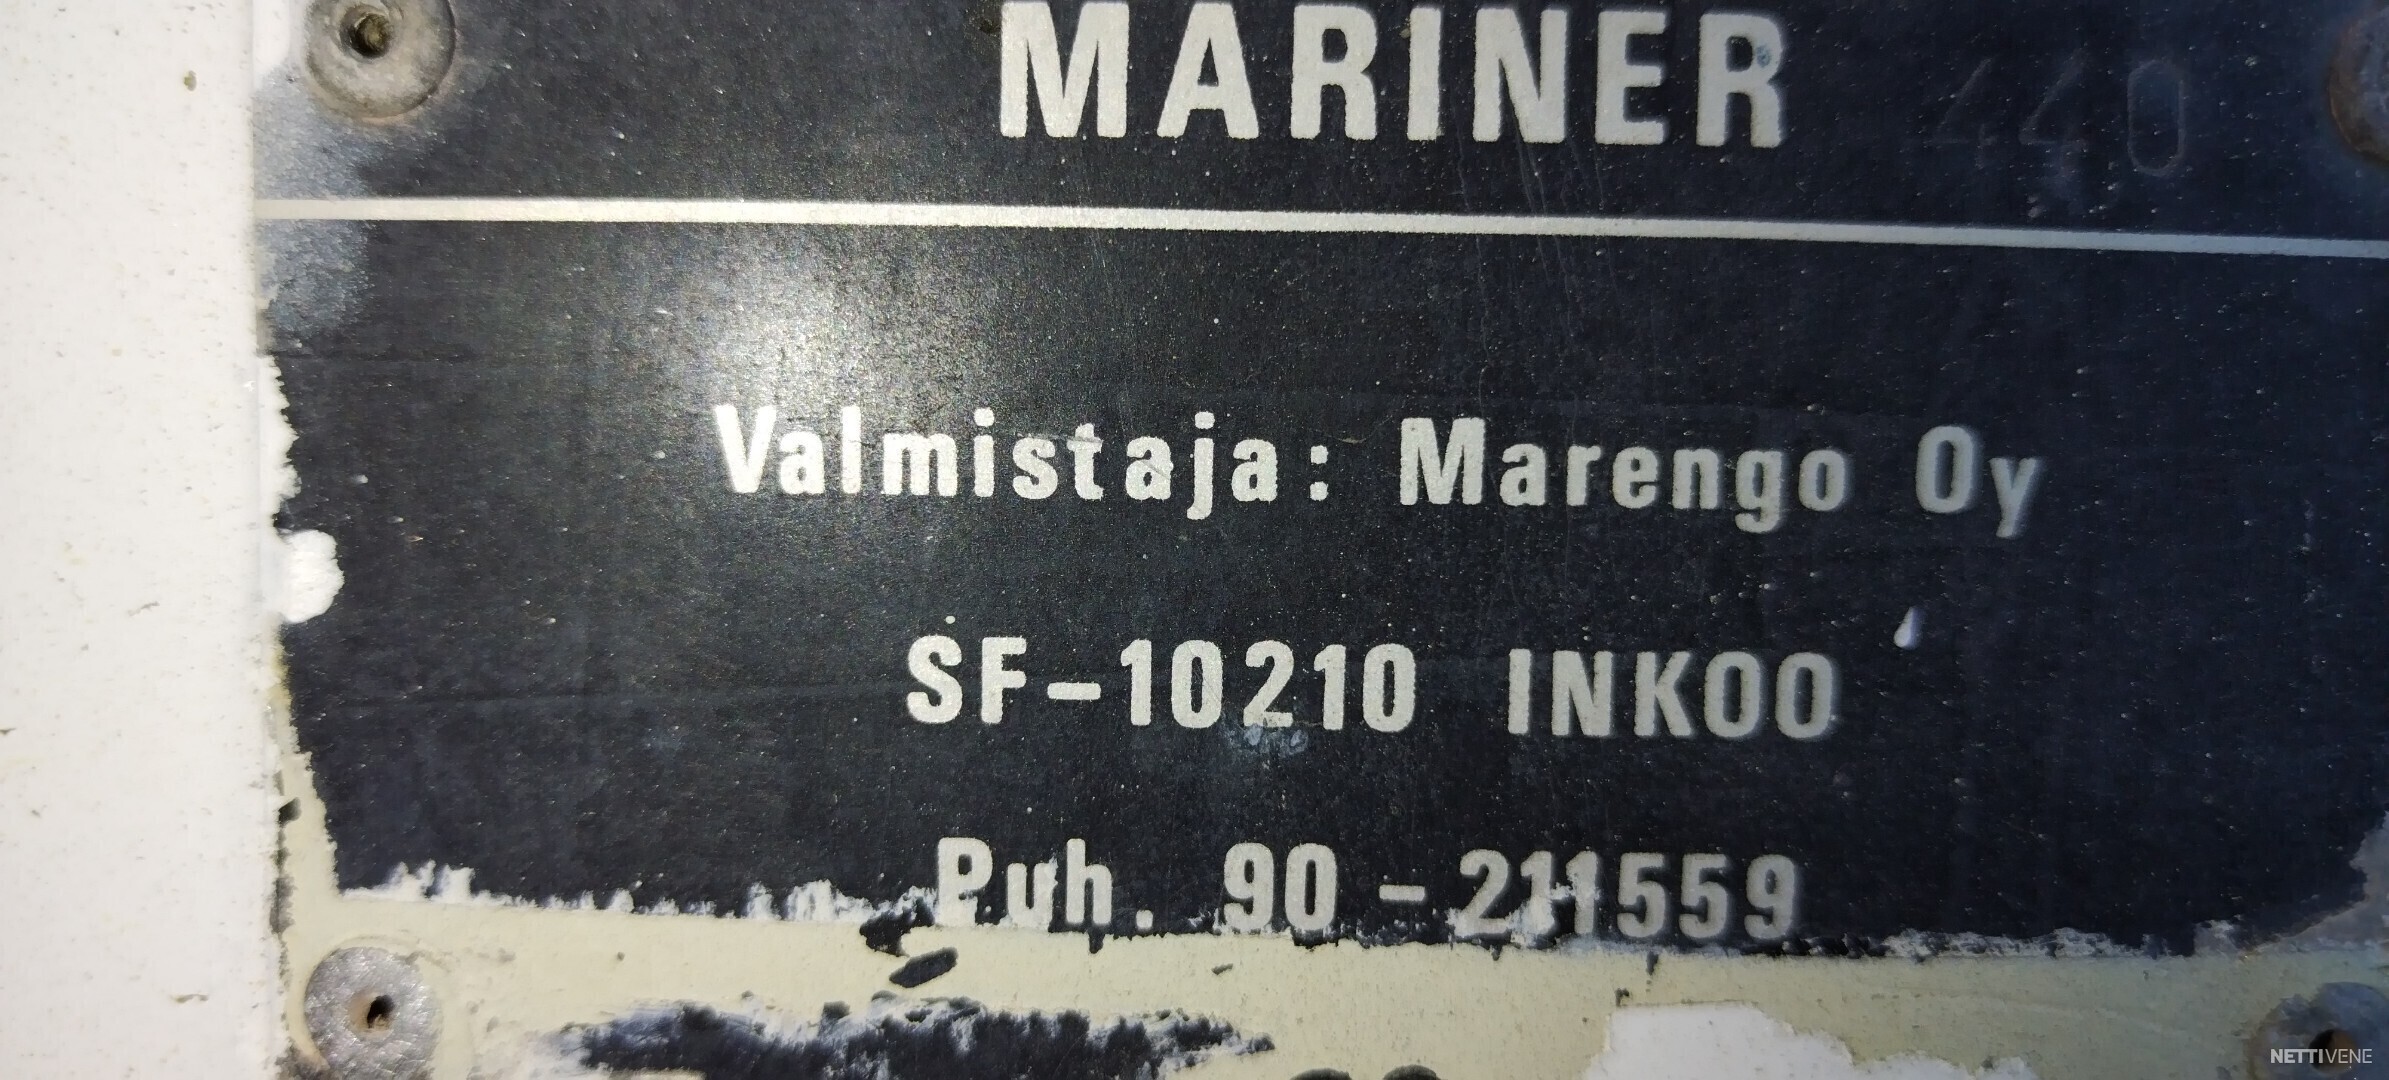 MARINER 440
Valmistaja: Marengo Oy
SF-10210 INKOO
Puh. 90-211559
NETTIVENE